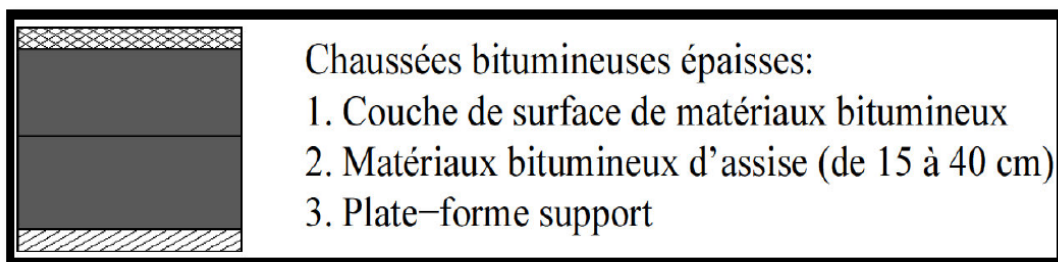 Chaussées bitumineuses épaisses:
1. Couche de surface de matériaux bitumineux
2. Matériaux bitumineux d'assise (de 15 à 40 cm)
3. Plate−forme support